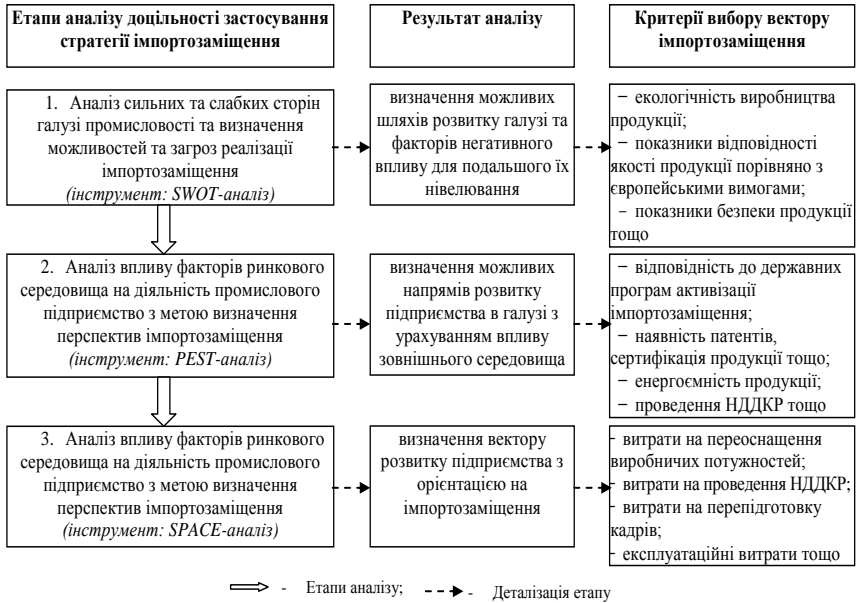 Етапи аналізу доцільності застосування
стратегії імпортозаміщення
Результат аналізу
Критерії вибору вектору
імпортозаміщення
1. Аналіз сильних та слабких сторін
галузі промисловості та визначення
можливостей та загроз реалізації
імпортозаміщення
(інструмент: SWOT-аналіз)
визначення можливих
шляхів розвитку галузі та
факторів негативного
впливу для подальшого їх
нівелювання
− екологічність виробництва
продукції;
− показники відповідності
якості продукції порівняно з
європейськими вимогами;
− показники безпеки продукції
тощо
2. Аналіз впливу факторів ринкового
середовища на діяльність промислового
підприємство з метою визначення
перспектив імпортозаміщення
(інструмент: PEST-аналіз)
визначення можливих
напрямів розвитку
підприємства в галузі з
урахуванням впливу
зовнішнього середовища
− відповідність до державних
програм активізації
імпортозаміщення;
− наявність патентів,
сертифікація продукції тощо;
− енергоємність продукції;
− проведення НДДКР тощо
3. Аналіз впливу факторів ринкового
середовища на діяльність промислового
підприємство з метою визначення
перспектив імпортозаміщення
(інструмент: SPACE-аналіз)
визначення вектору
розвитку підприємства з
орієнтацією на
імпортозаміщення
- витрати на переоснащення
виробничих потужностей;
- витрати на проведення НДДКР;
- витрати на перепідготовку
кадрів;
- експлуатаційні витрати тощо
- Етапи аналізу; - Деталізація етапу